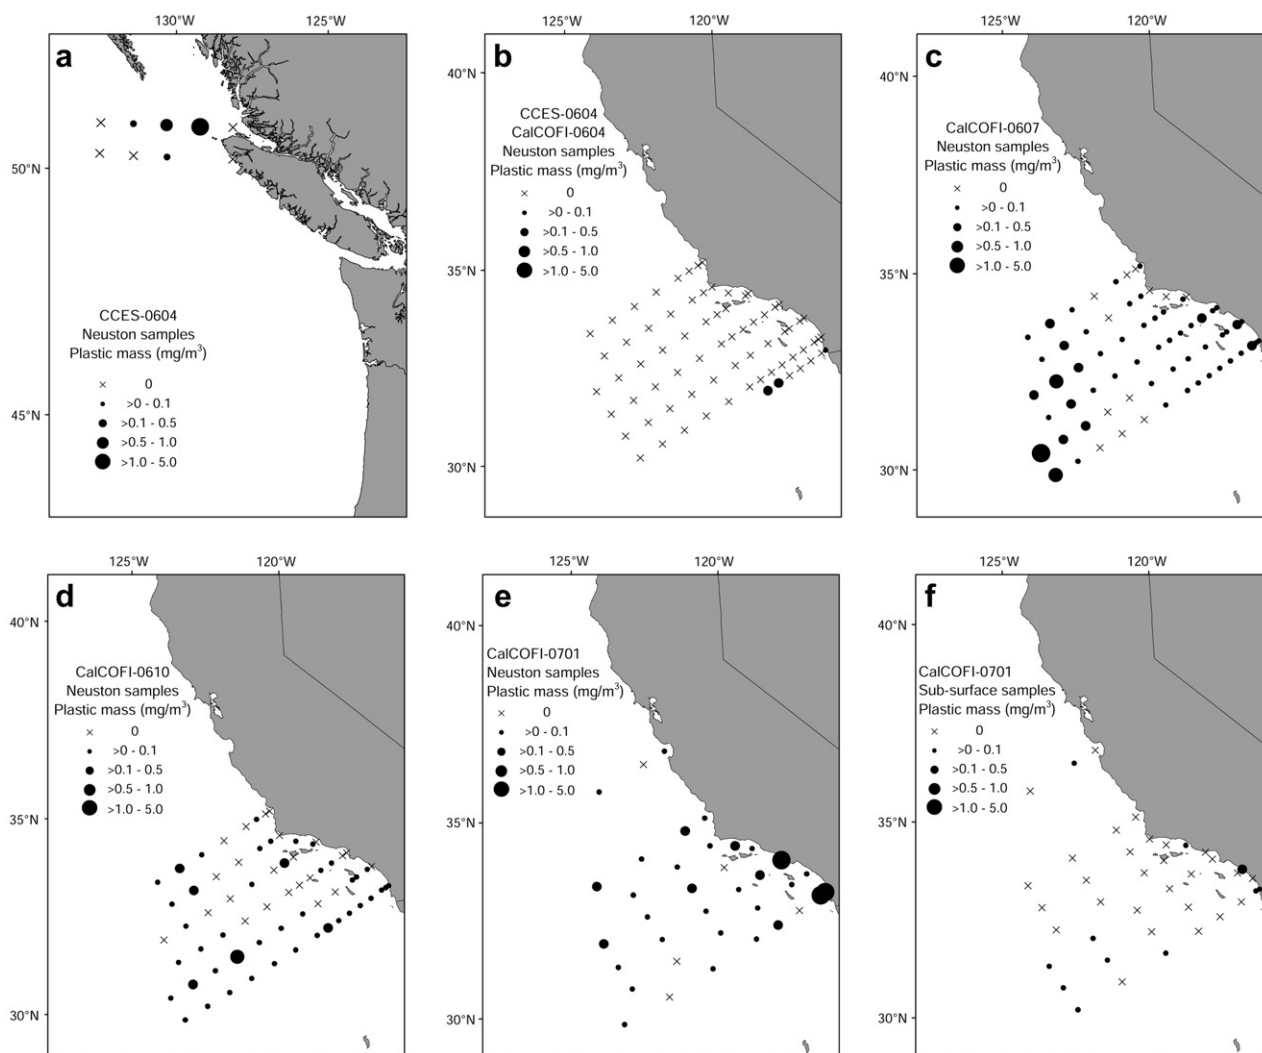 130°W 125°W
a
50°N
45°N
CCES-0604
Neuston samples
Plastic mass (mg/m³)
× 0
>0 - 0.1
>0.1 - 0.5
>0.5 - 1.0
>1.0 - 5.0
125°W 120°W
b
40°N
35°N
30°N
CCES-0604
CalCOFI-0604
Neuston samples
Plastic mass (mg/m³)
× 0
>0 - 0.1
>0.1 - 0.5
>0.5 - 1.0
>1.0 - 5.0
125°W 120°W
c
40°N
35°N
30°N
CalCOFI-0607
Neuston samples
Plastic mass (mg/m³)
× 0
>0 - 0.1
>0.1 - 0.5
>0.5 - 1.0
>1.0 - 5.0
125°W 120°W
d
40°N
35°N
30°N
CalCOFI-0610
Neuston samples
Plastic mass (mg/m³)
× 0
>0 - 0.1
>0.1 - 0.5
>0.5 - 1.0
>1.0 - 5.0
125°W 120°W
e
40°N
35°N
30°N
CalCOFI-0701
Neuston samples
Plastic mass (mg/m³)
× 0
>0 - 0.1
>0.1 - 0.5
>0.5 - 1.0
>1.0 - 5.0
125°W 120°W
f
40°N
35°N
30°N
CalCOFI-0701
Sub-surface samples
Plastic mass (mg/m³)
× 0
>0 - 0.1
>0.1 - 0.5
>0.5 - 1.0
>1.0 - 5.0